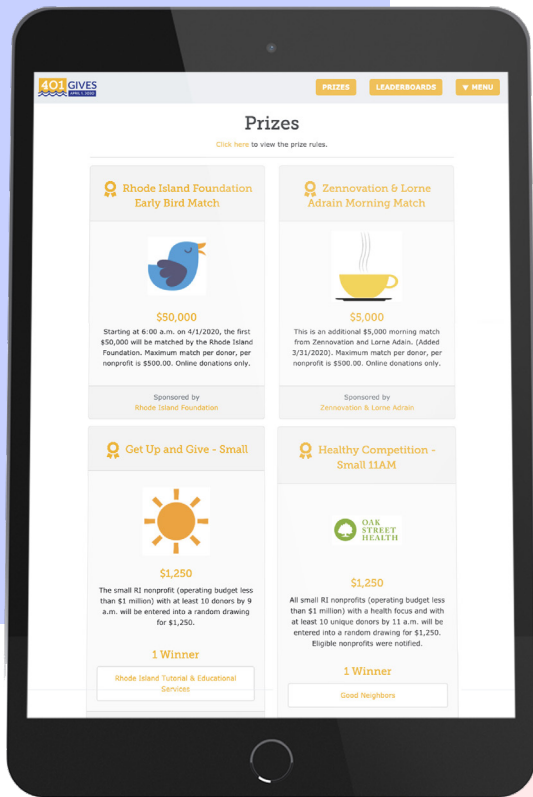 401 GIVES
APRIL 1, 2020
PRIZES
LEADERBOARDS
▼ MENU
Prizes
Click here to view the prize rules.
Rhode Island Foundation
Early Bird Match
$50,000
Starting at 6:00 a.m. on 4/1/2020, the first
$50,000 will be matched by the Rhode Island
Foundation. Maximum match per donor, per
nonprofit is $500.00. Online donations only.
Sponsored by
Rhode Island Foundation
Zennovation & Lorne
Adrain Morning Match
$5,000
This is an additional $5,000 morning match
from Zennovation and Lorne Adain. (Added
3/31/2020). Maximum match per donor, per
nonprofit is $500.00. Online donations only.
Sponsored by
Zennovation & Lorne Adrain
Get Up and Give - Small
$1,250
The small RI nonprofit (operating budget less
than $1 million) with at least 10 donors by 9
a.m. will be entered into a random drawing
for $1,250.
1 Winner
Rhode Island Tutorial & Educational
Services
Healthy Competition -
Small 11AM
OAK
STREET
HEALTH
$1,250
All small RI nonprofits (operating budget less
than $1 million) with a health focus and with
at least 10 unique donors by 11 a.m. will be
entered into a random drawing for $1,250.
Eligible nonprofits were notified.
1 Winner
Good Neighbors